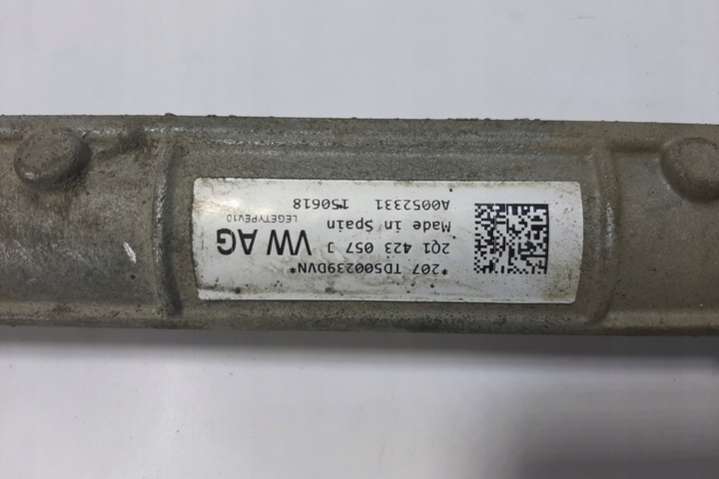 *207 TD500239DVN*
2Q1 423 057 J
VW AG
Made in Spain
LEGETYPEV10
A0052331 150618